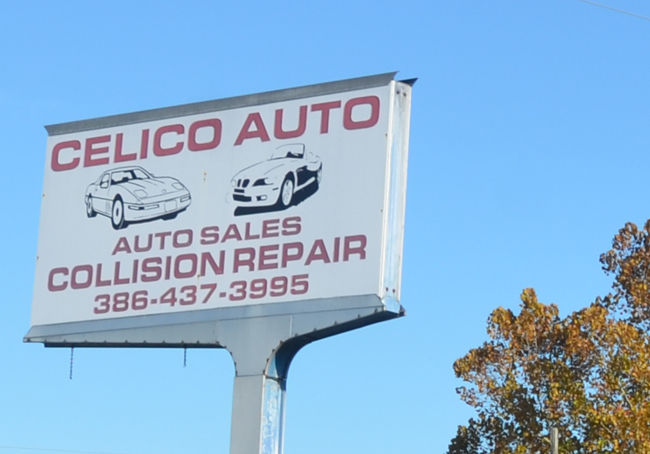 CELICO AUTO
AUTO SALES
COLLISION REPAIR
386-437-3995